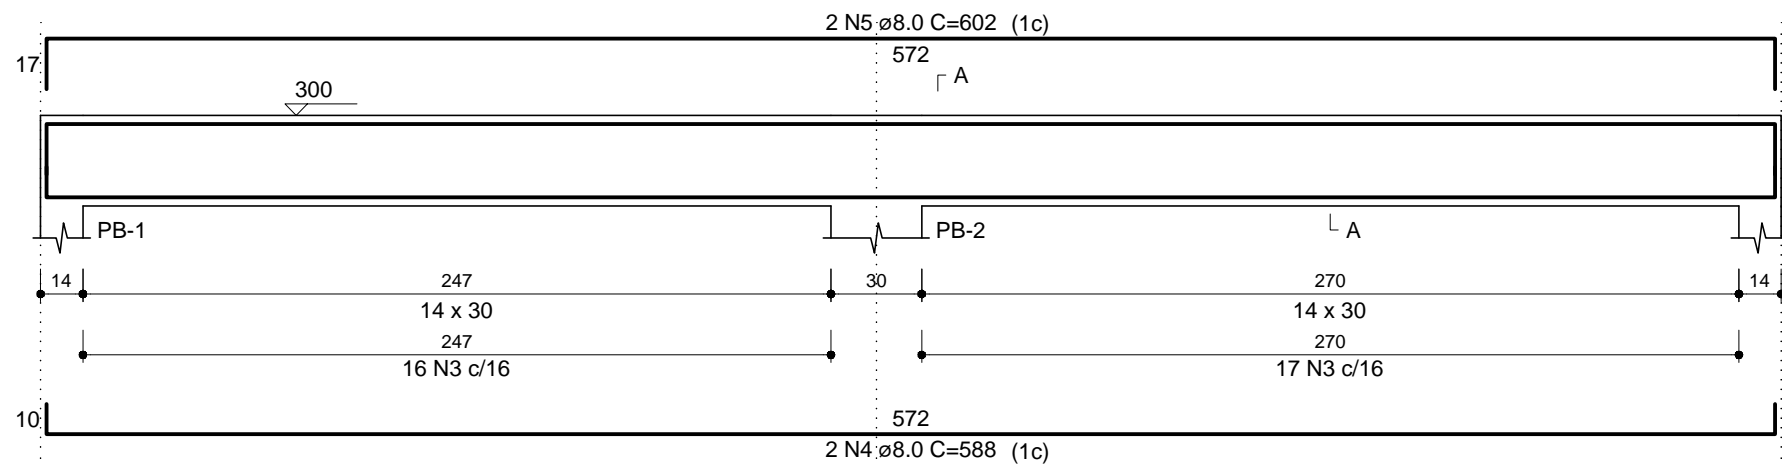 2 N5 ø8.0 C=602 (1c)
572
17
A
300
PB-1
PB-2
A
14
247
30
270
14
14 x 30
14 x 30
247
270
16 N3 c/16
17 N3 c/16
10
572
2 N4 ø8.0 C=588 (1c)